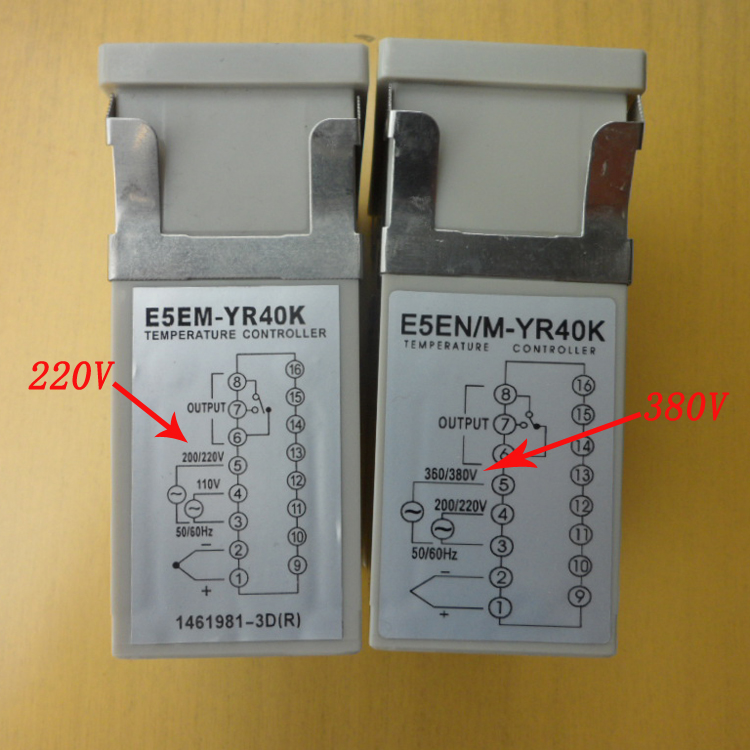 E5EM-YR40K
TEMPERATURE CONTROLLER
220V
8
16
15
OUTPUT
7
14
6
13
200/220V
5
12
110V
4
11
3
50/60Hz
10
2
9
1
−
+
1461981-3D(R)
E5EN/M-YR40K
TEMPERATURE CONTROLLER
380V
8
16
15
OUTPUT
7
14
6
13
360/380V
5
12
200/220V
4
11
3
50/60Hz
10
2
9
1
−
+